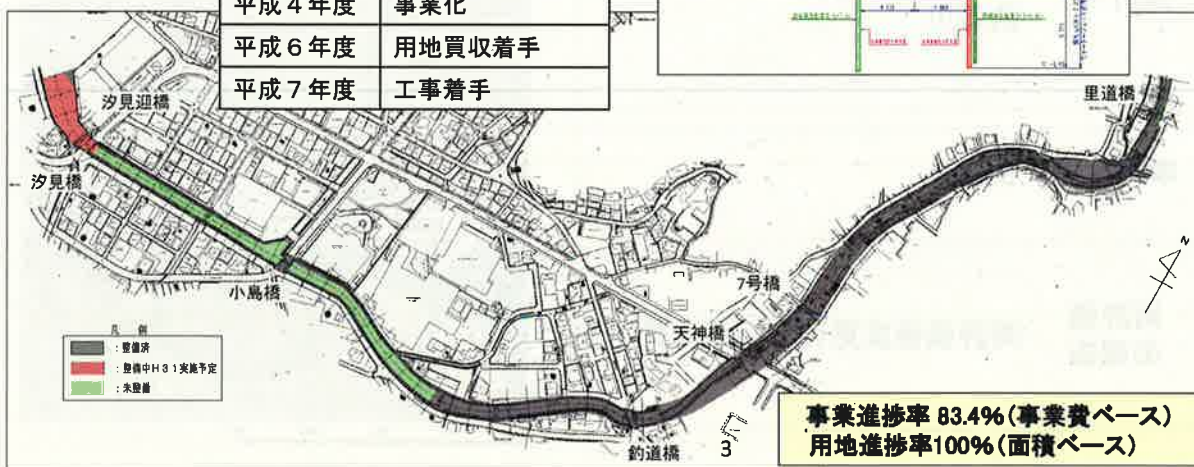 平成４年度 事業化
平成６年度 用地買収着手
平成７年度 工事着手
里道橋
汐見迎橋
汐見橋
小島橋
7号橋
天神橋
釣道橋
凡 例
：整備済
：整備中H31実施予定
：未整備
N
3
事業進捗率 83.4%(事業費ベース)
用地進捗率100%(面積ベース)